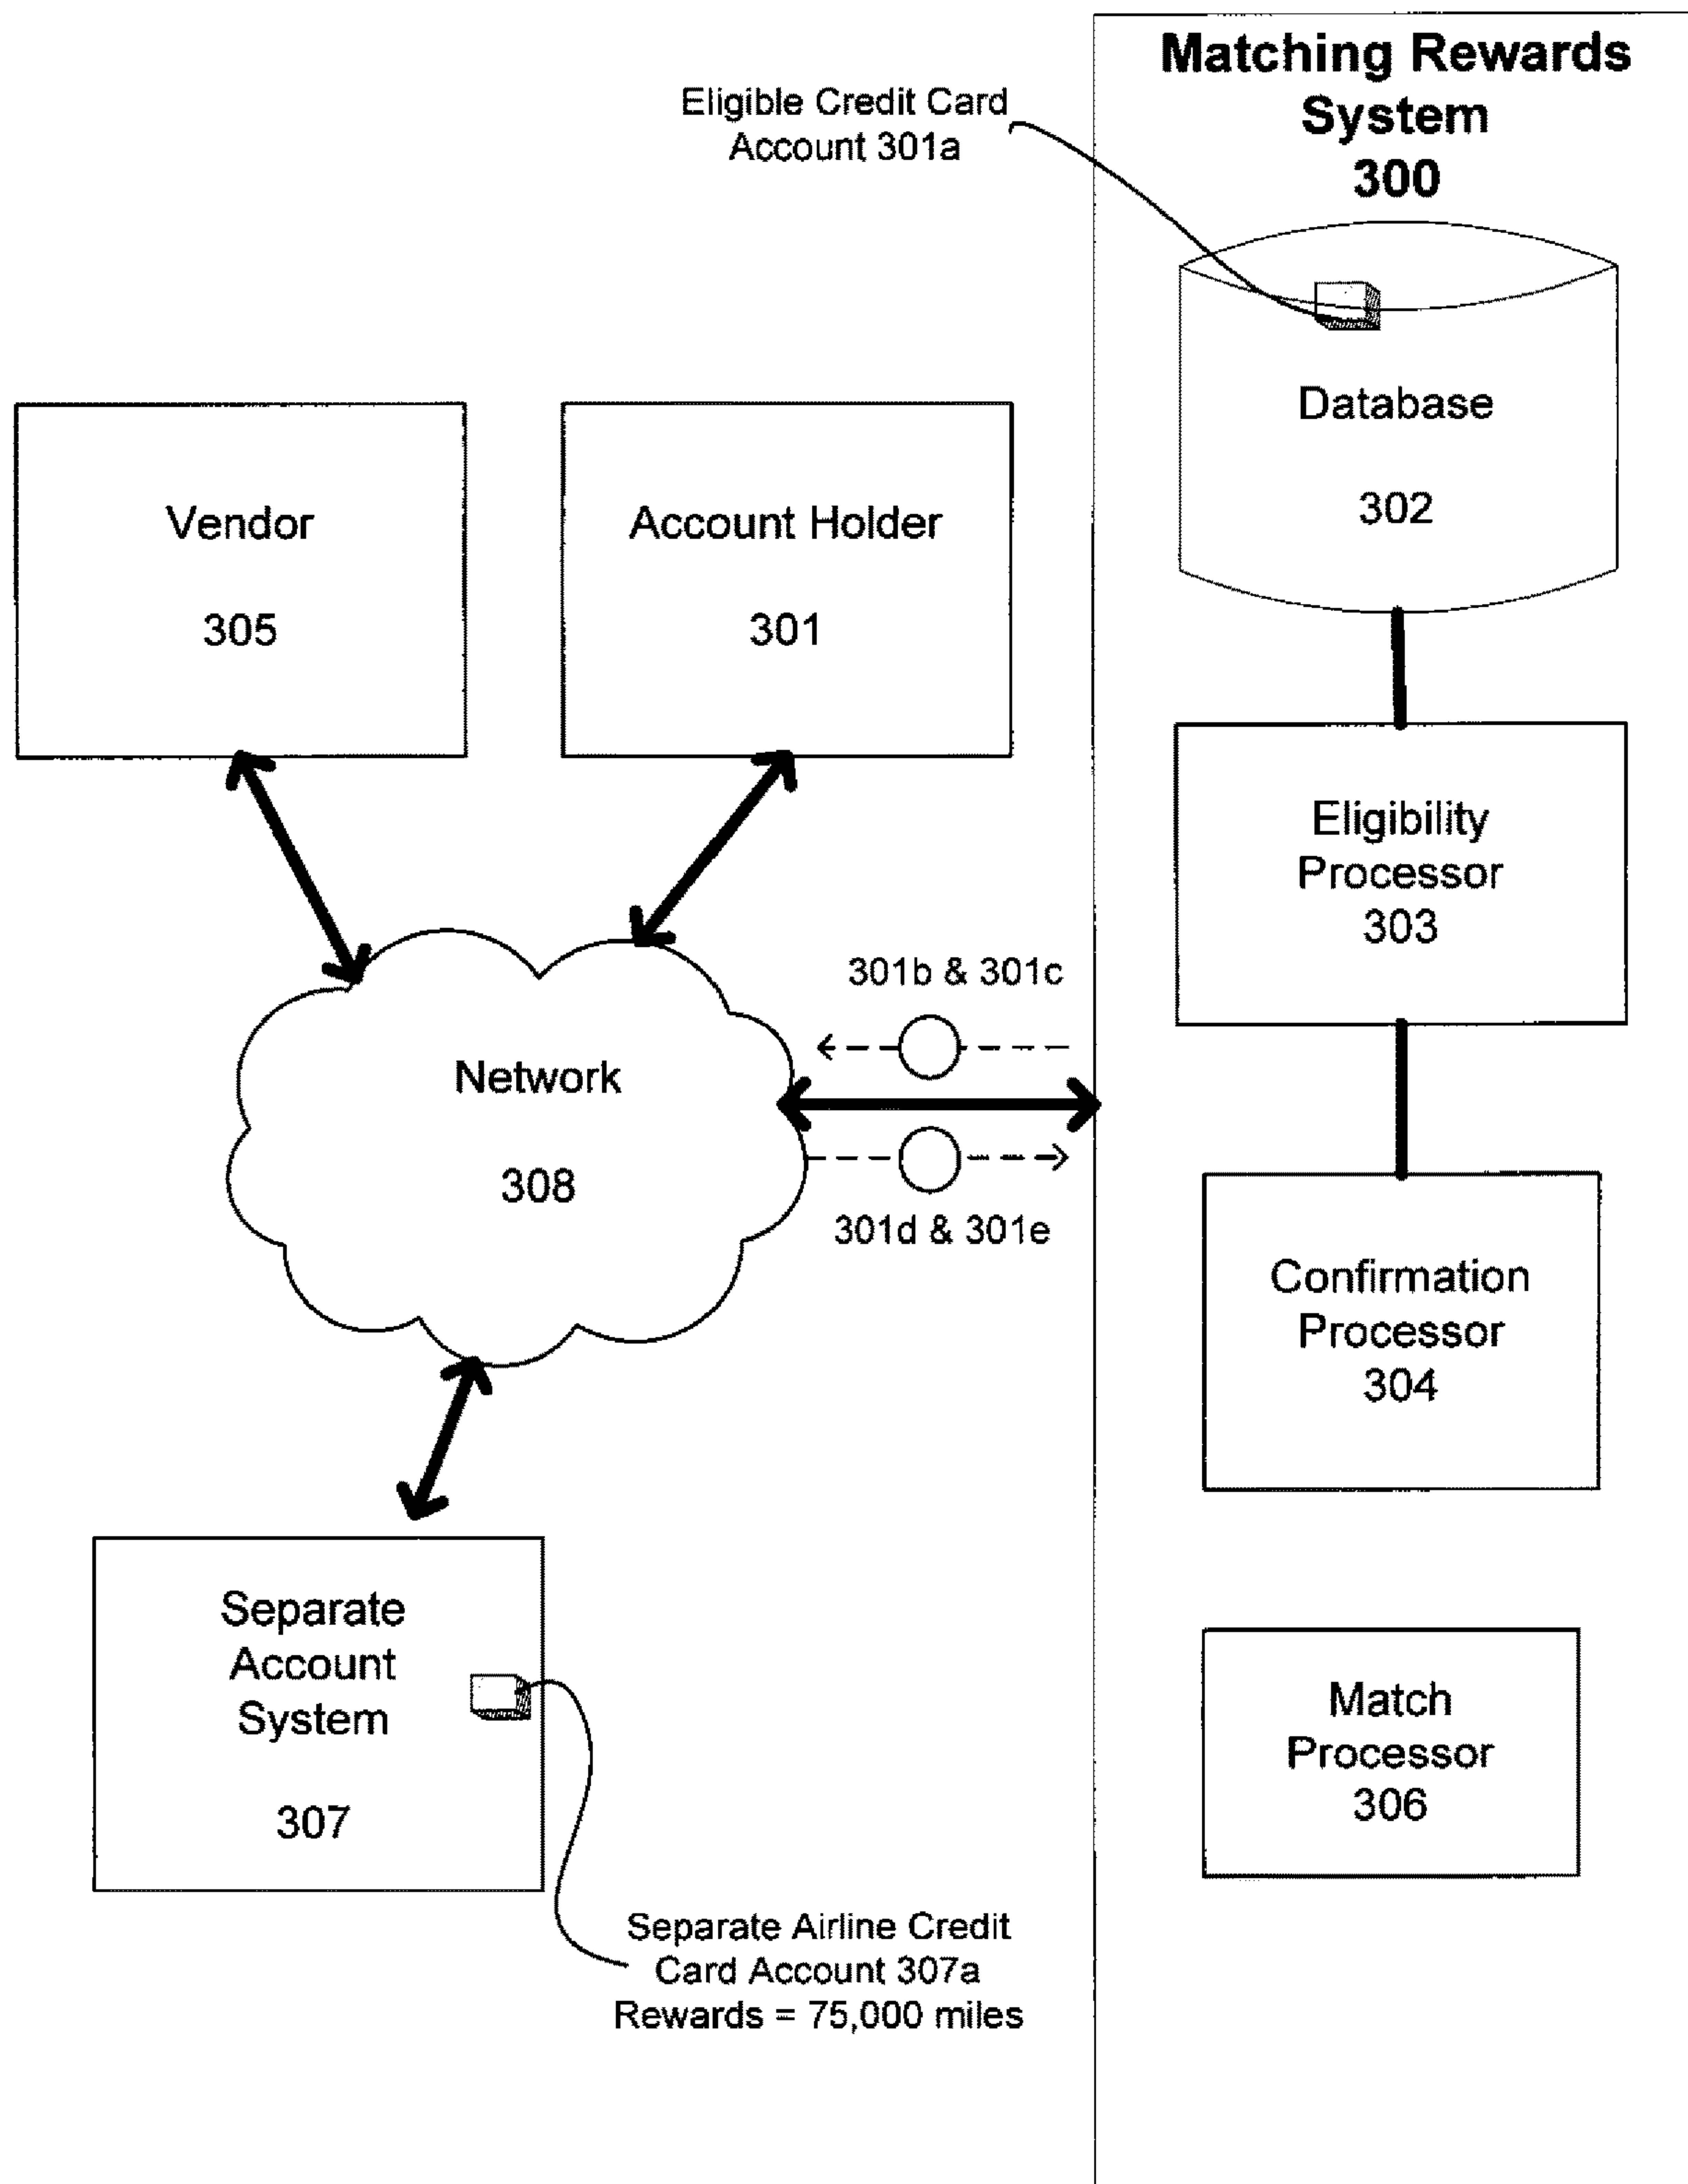 Matching Rewards
System
300
Eligible Credit Card
Account 301a
Database
302
Vendor
305
Account Holder
301
Eligibility
Processor
303
301b & 301c
Network
308
301d & 301e
Confirmation
Processor
304
Separate
Account
System
307
Match
Processor
306
Separate Airline Credit
Card Account 307a
Rewards = 75,000 miles